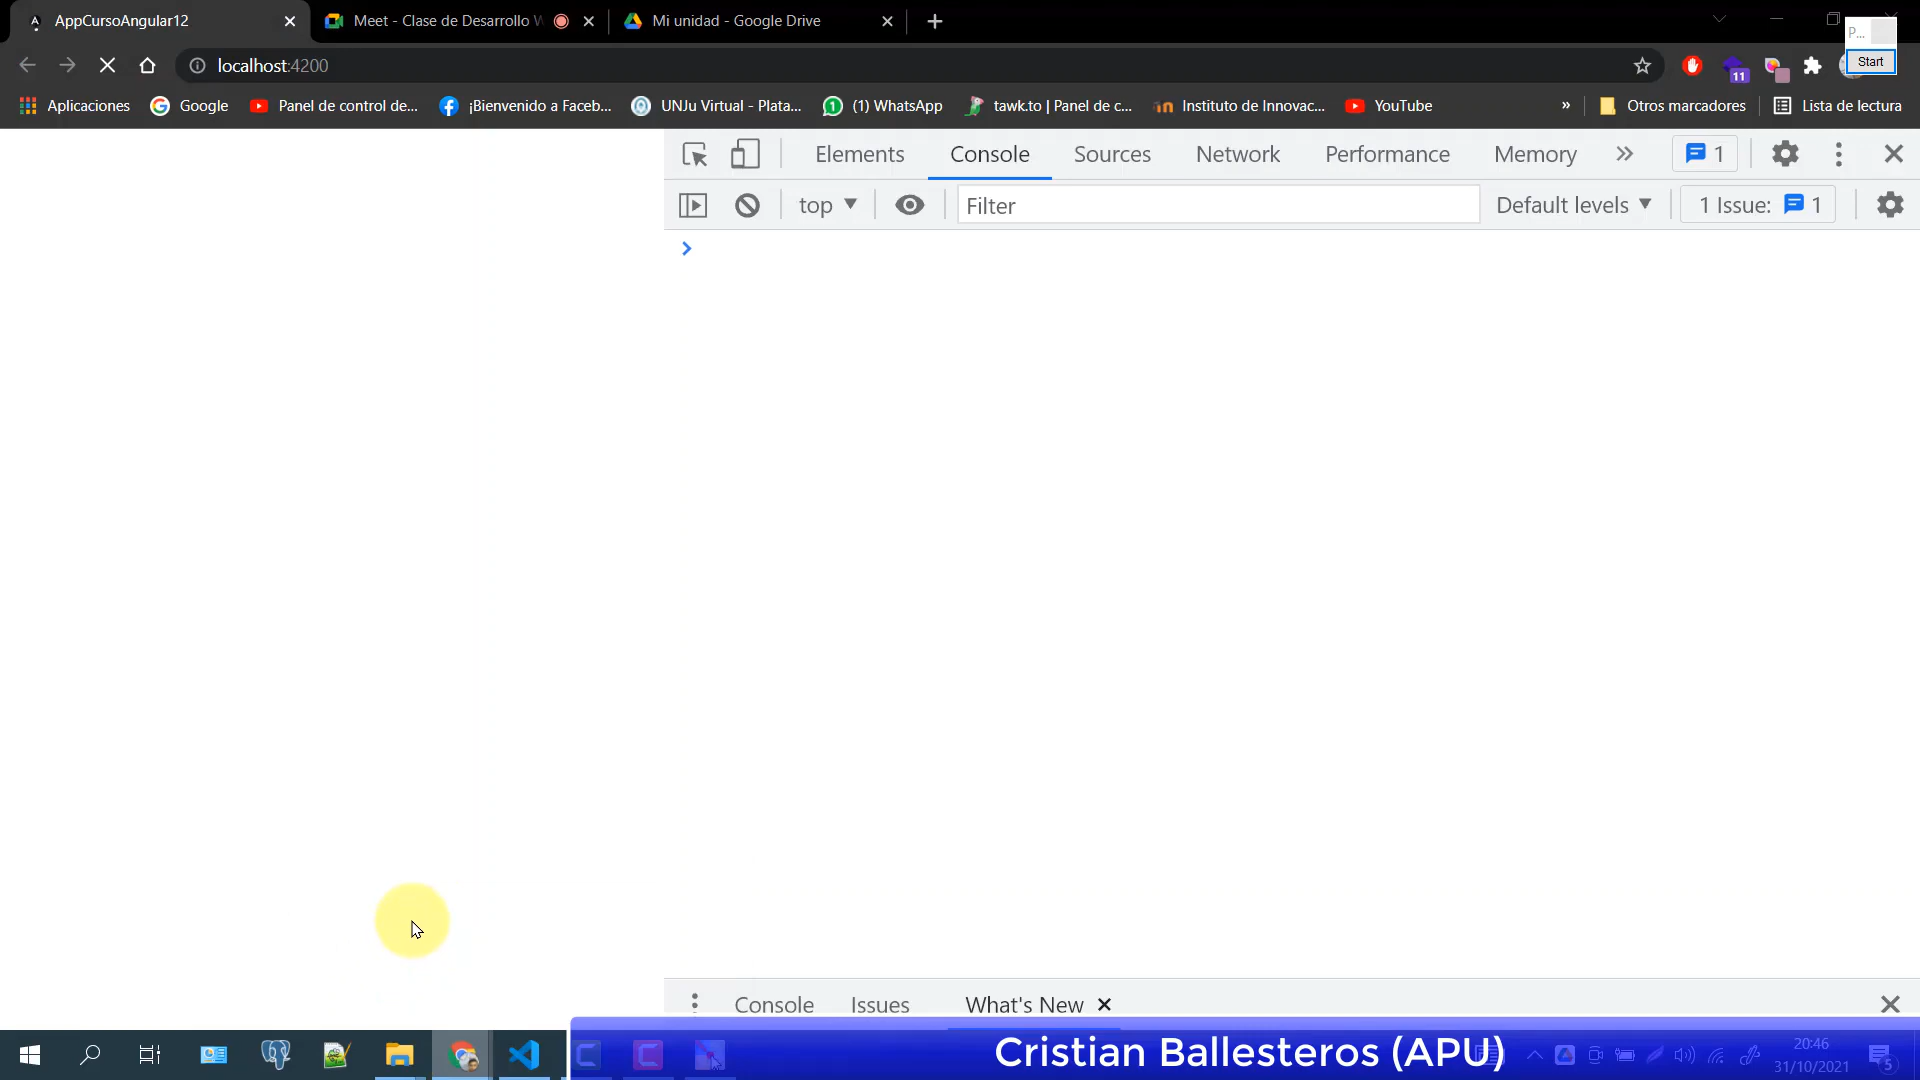 AppCursoAngular12
Meet - Clase de Desarrollo W
Mi unidad - Google Drive
P...
Start
localhost:4200
11
Aplicaciones
Google
Panel de control de...
¡Bienvenido a Faceb...
UNJu Virtual - Plata...
(1) WhatsApp
tawk.to | Panel de c...
Instituto de Innovac...
YouTube
»
Otros marcadores
Lista de lectura
Elements
Console
Sources
Network
Performance
Memory
1
top
Filter
Default levels
1 Issue: 1
Console
Issues
What's New
Cristian Ballesteros (APU)
20:46
31/10/2021
5